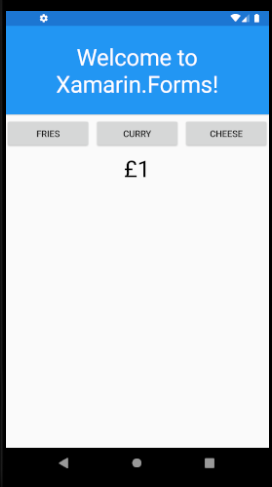 Welcome to
Xamarin.Forms!
FRIES CURRY CHEESE
£1